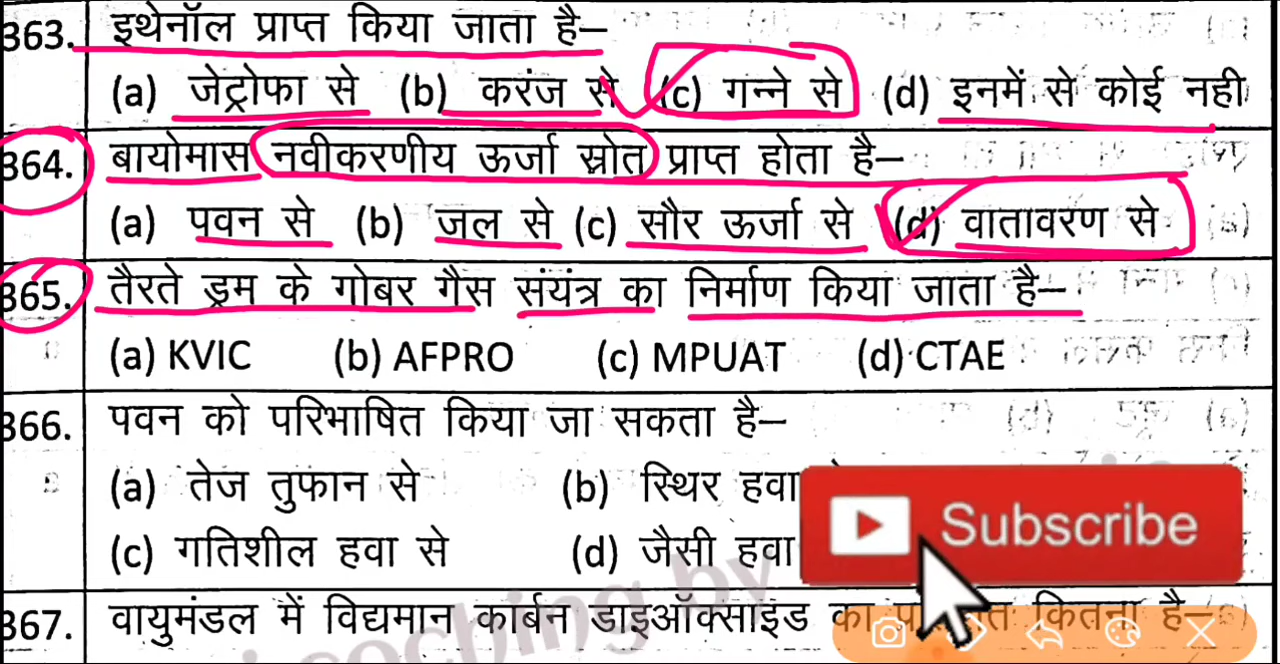 363. इथेनॉल प्राप्त किया जाता है–
(a) जेट्रोफा से (b) करंज से (c) गन्ने से (d) इनमें से कोई नही
364. बायोमास नवीकरणीय ऊर्जा स्रोत प्राप्त होता है–
(a) पवन से (b) जल से (c) सौर ऊर्जा से (d) वातावरण से
365. तैरते ड्रम के गोबर गैस संयंत्र का निर्माण किया जाता है–
(a) KVIC (b) AFPRO (c) MPUAT (d) CTAE
366. पवन को परिभाषित किया जा सकता है–
(a) तेज तुफान से (b) स्थिर हवा
(c) गतिशील हवा से (d) जैसी हवा
Subscribe
367. वायुमंडल में विद्यमान कार्बन डाइऑक्साइड का कितना है–
coching by